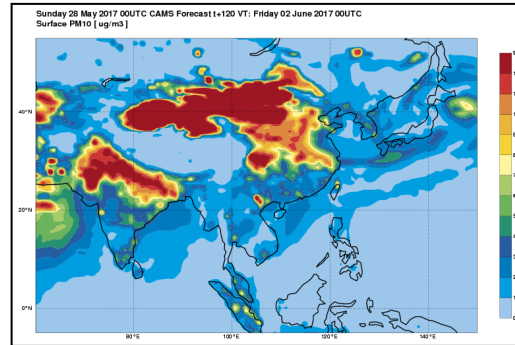 Sunday 28 May 2017 00UTC CAMS Forecast t+120 VT: Friday 02 June 2017 00UTC
Surface PM10 [ ug/m3 ]
40°N
20°N
0°N
80°E
100°E
120°E
140°E